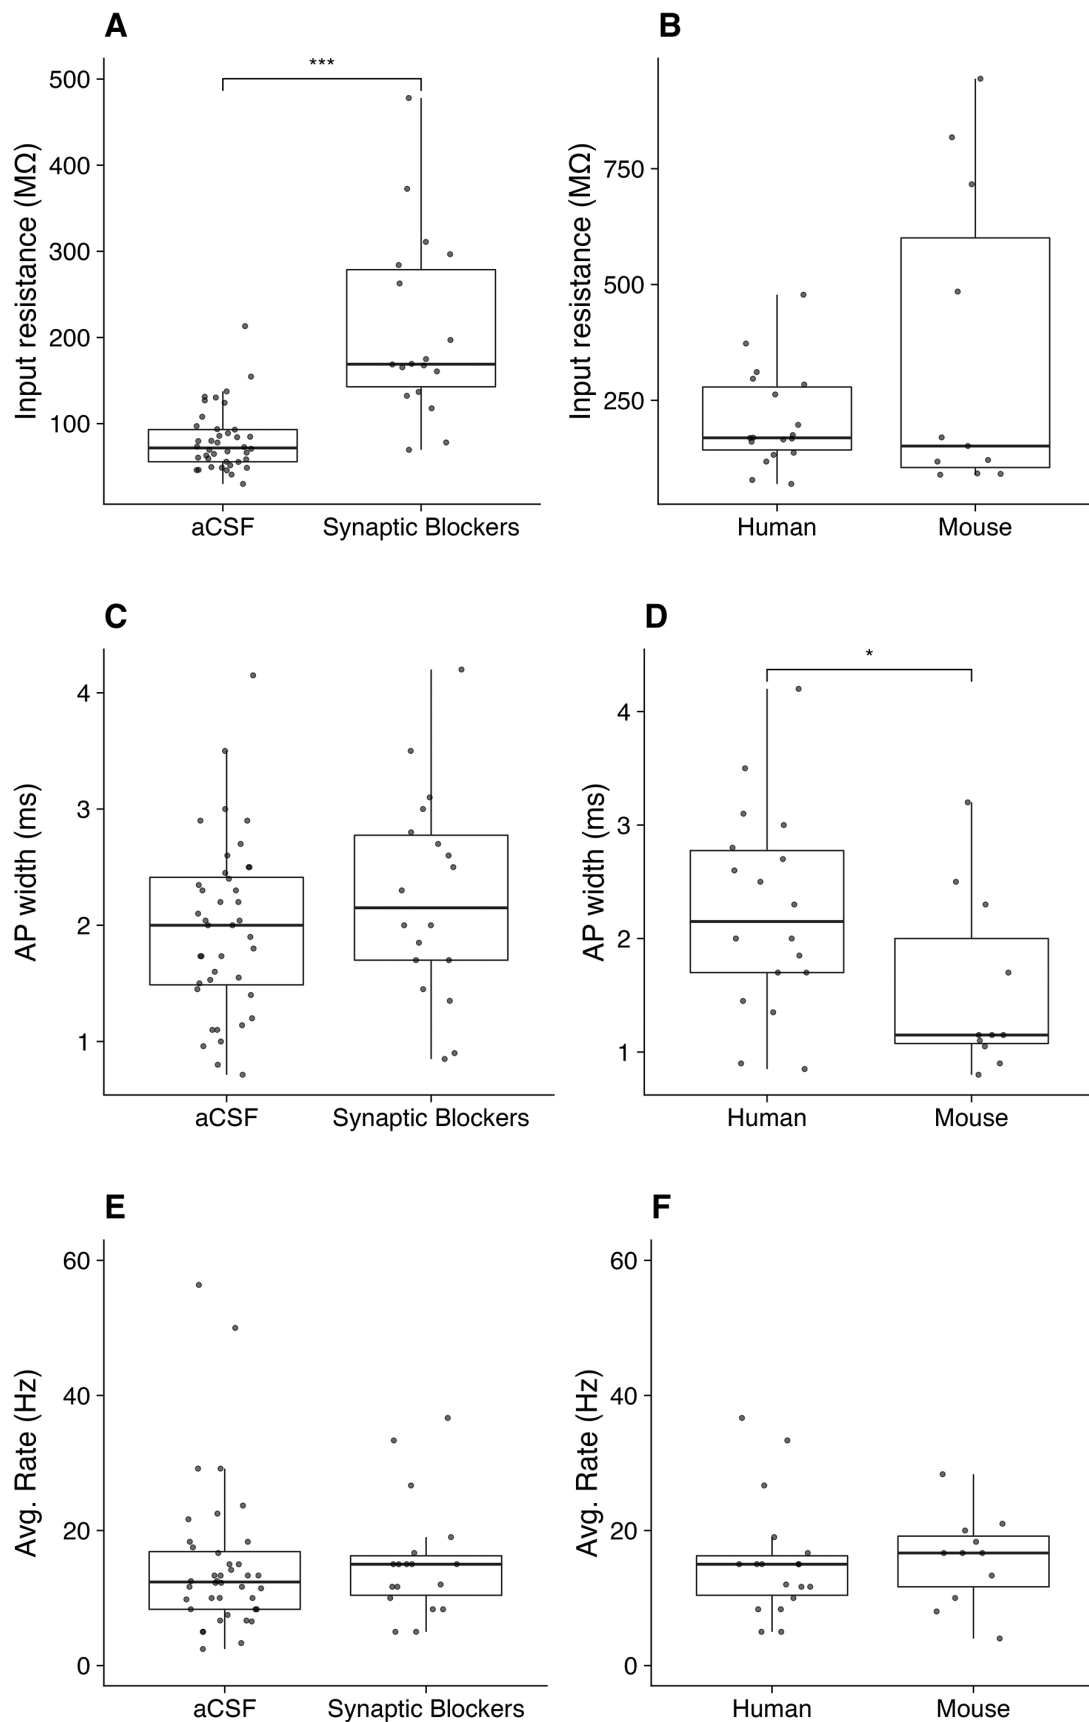 A
***
Input resistance (MΩ)
500
400
300
200
100
aCSF
Synaptic Blockers
B
Input resistance (MΩ)
750
500
250
Human
Mouse
C
AP width (ms)
4
3
2
1
aCSF
Synaptic Blockers
D
*
AP width (ms)
4
3
2
1
Human
Mouse
E
Avg. Rate (Hz)
60
40
20
0
aCSF
Synaptic Blockers
F
Avg. Rate (Hz)
60
40
20
0
Human
Mouse